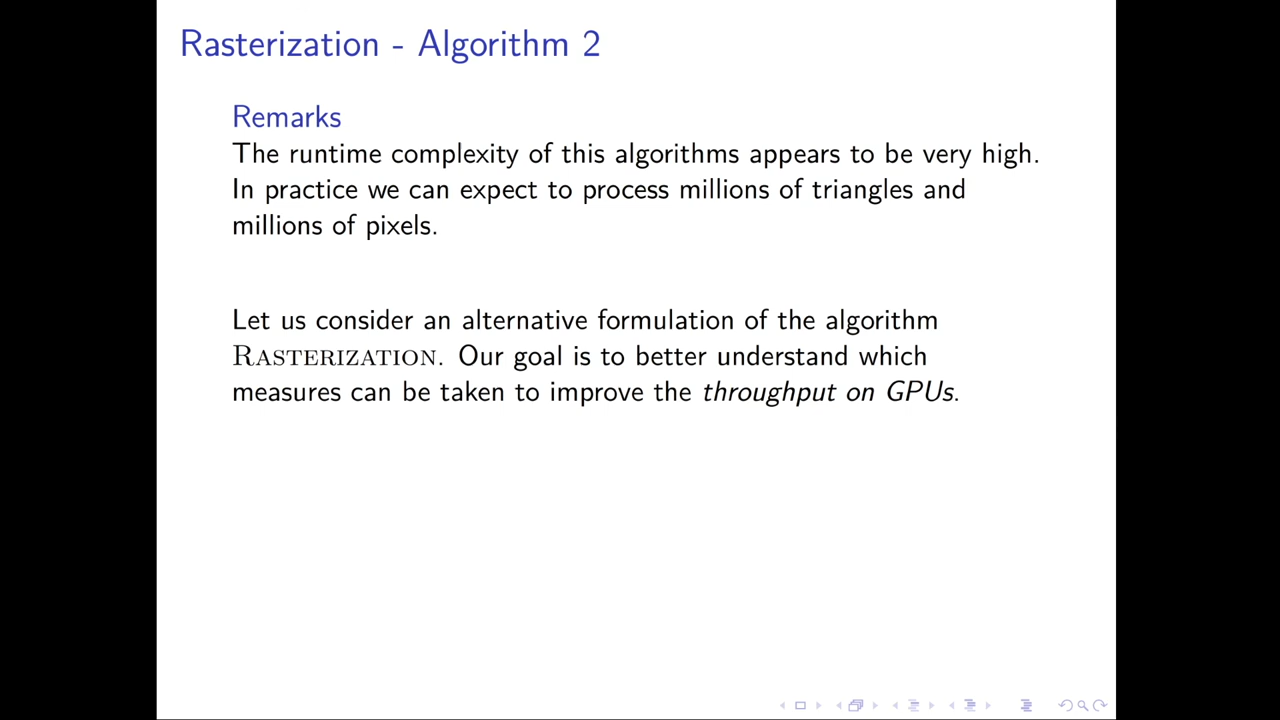 Rasterization - Algorithm 2
Remarks
The runtime complexity of this algorithms appears to be very high.
In practice we can expect to process millions of triangles and
millions of pixels.
Let us consider an alternative formulation of the algorithm
RASTERIZATION. Our goal is to better understand which
measures can be taken to improve the throughput on GPUs.